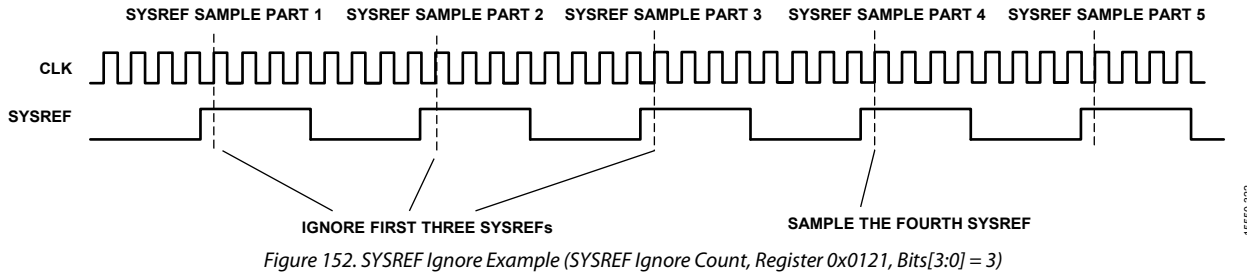 SYSREF SAMPLE PART 1 SYSREF SAMPLE PART 2 SYSREF SAMPLE PART 3 SYSREF SAMPLE PART 4 SYSREF SAMPLE PART 5
CLK
SYSREF
IGNORE FIRST THREE SYSREFs SAMPLE THE FOURTH SYSREF
Figure 152. SYSREF Ignore Example (SYSREF Ignore Count, Register 0x0121, Bits[3:0] = 3)